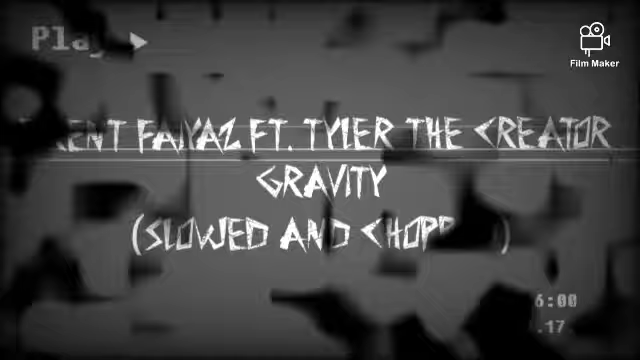 Play
Film Maker
FAIYAZ FT. TYLER THE CREATOR
GRAVITY
(SLOWED AND
6:00
.17